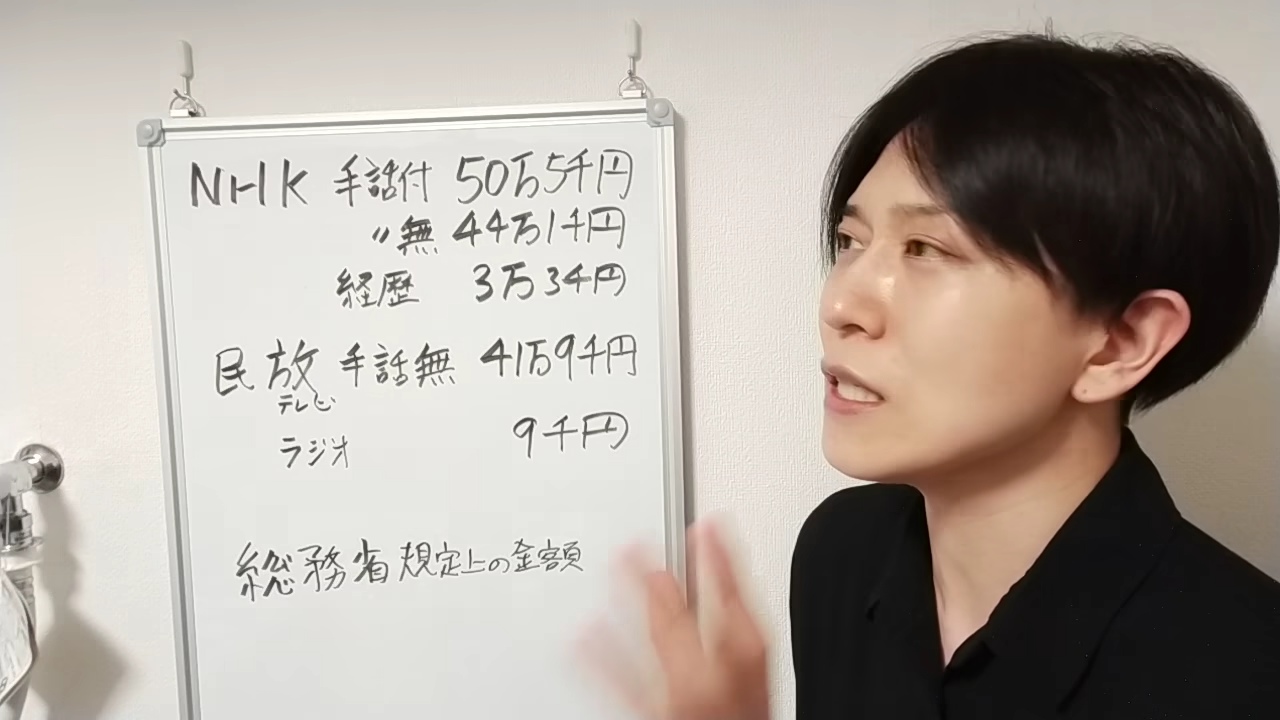 NHK 手話付 50万5千円
〃無 44万1千円
経歴 3万34円
民放 手話無 41万9千円
テレビ
ラジオ 9千円
総務省規定上の金額